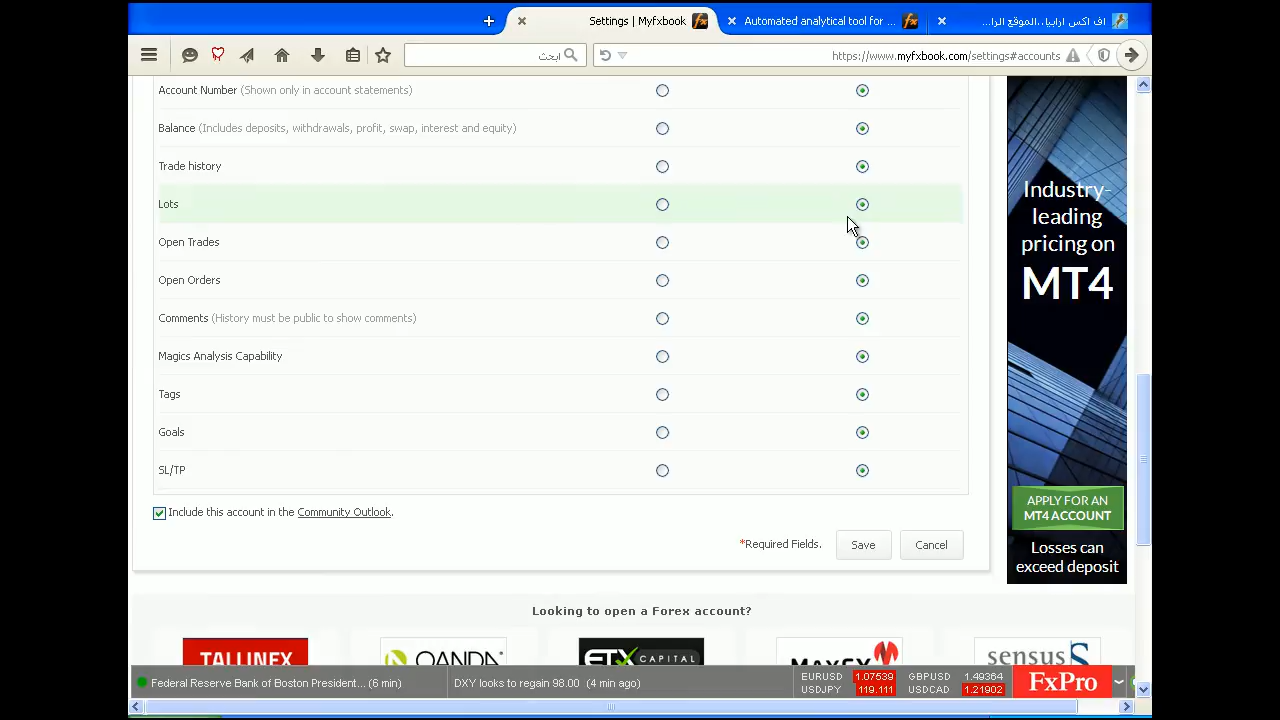 Settings | Myfxbook
Automated analytical tool for ...
اف اكس ارابيا..الموقع الرا...
ابحث
https://www.myfxbook.com/settings#accounts
Account Number (Shown only in account statements)
Balance (Includes deposits, withdrawals, profit, swap, interest and equity)
Trade history
Lots
Open Trades
Open Orders
Comments (History must be public to show comments)
Magics Analysis Capability
Tags
Goals
SL/TP
Include this account in the Community Outlook.
*Required Fields.
Save
Cancel
Industry-
leading
pricing on
MT4
APPLY FOR AN
MT4 ACCOUNT
Losses can
exceed deposit
Looking to open a Forex account?
TALLINEX
OANDA
ETX CAPITAL
MAYFX
sensus
Federal Reserve Bank of Boston President... (6 min)
DXY looks to regain 98.00 (4 min ago)
EURUSD 1.07539 GBPUSD 1.49364
USDJPY 119.111 USDCAD 1.21902
FxPro